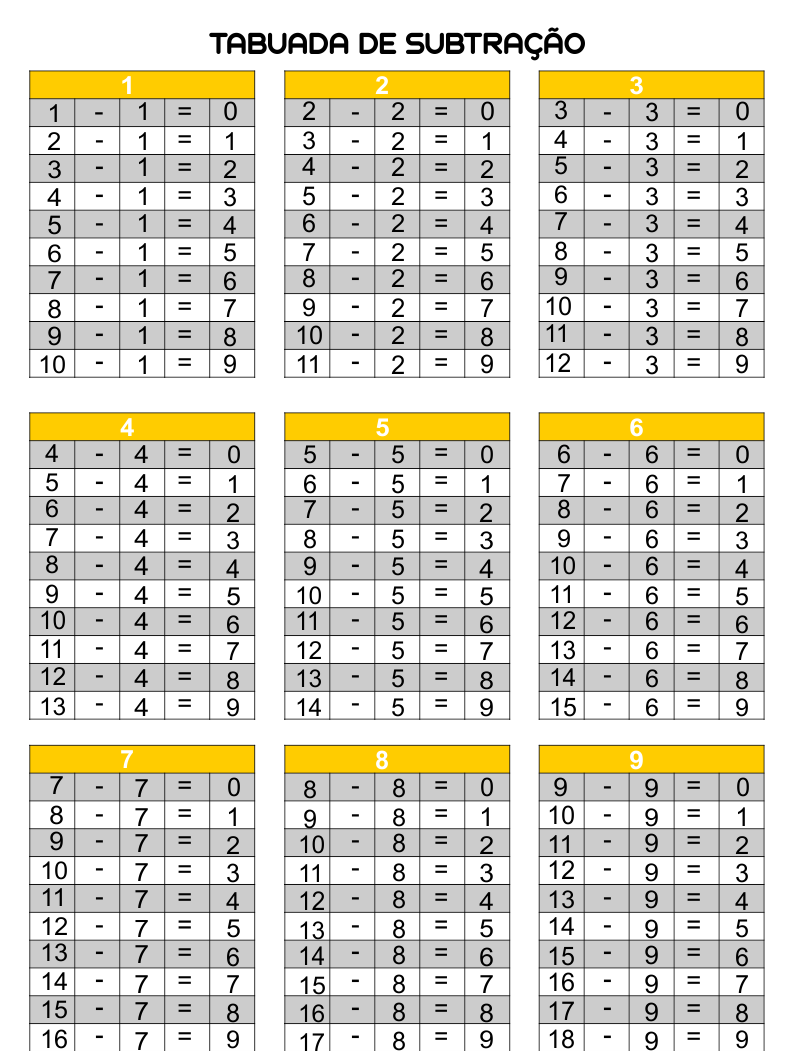 TABUADA DE SUBTRAÇÃO
1 2 3
1 - 1 = 0 2 - 2 = 0 3 - 3 = 0
2 - 1 = 1 3 - 2 = 1 4 - 3 = 1
3 - 1 = 2 4 - 2 = 2 5 - 3 = 2
4 - 1 = 3 5 - 2 = 3 6 - 3 = 3
5 - 1 = 4 6 - 2 = 4 7 - 3 = 4
6 - 1 = 5 7 - 2 = 5 8 - 3 = 5
7 - 1 = 6 8 - 2 = 6 9 - 3 = 6
8 - 1 = 7 9 - 2 = 7 10 - 3 = 7
9 - 1 = 8 10 - 2 = 8 11 - 3 = 8
10 - 1 = 9 11 - 2 = 9 12 - 3 = 9
4 5 6
4 - 4 = 0 5 - 5 = 0 6 - 6 = 0
5 - 4 = 1 6 - 5 = 1 7 - 6 = 1
6 - 4 = 2 7 - 5 = 2 8 - 6 = 2
7 - 4 = 3 8 - 5 = 3 9 - 6 = 3
8 - 4 = 4 9 - 5 = 4 10 - 6 = 4
9 - 4 = 5 10 - 5 = 5 11 - 6 = 5
10 - 4 = 6 11 - 5 = 6 12 - 6 = 6
11 - 4 = 7 12 - 5 = 7 13 - 6 = 7
12 - 4 = 8 13 - 5 = 8 14 - 6 = 8
13 - 4 = 9 14 - 5 = 9 15 - 6 = 9
7 8 9
7 - 7 = 0 8 - 8 = 0 9 - 9 = 0
8 - 7 = 1 9 - 8 = 1 10 - 9 = 1
9 - 7 = 2 10 - 8 = 2 11 - 9 = 2
10 - 7 = 3 11 - 8 = 3 12 - 9 = 3
11 - 7 = 4 12 - 8 = 4 13 - 9 = 4
12 - 7 = 5 13 - 8 = 5 14 - 9 = 5
13 - 7 = 6 14 - 8 = 6 15 - 9 = 6
14 - 7 = 7 15 - 8 = 7 16 - 9 = 7
15 - 7 = 8 16 - 8 = 8 17 - 9 = 8
16 - 7 = 9 17 - 8 = 9 18 - 9 = 9